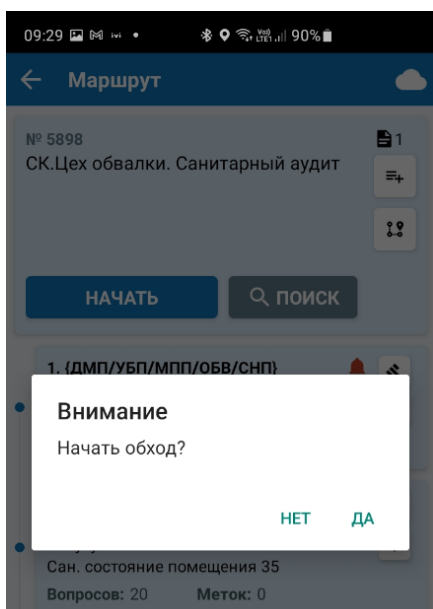 09:29 ivi 90%
Маршрут
№ 5898
1
СК.Цех обвалки. Санитарный аудит
НАЧАТЬ
ПОИСК
1. {ДМП/УБП/МПП/ОБВ/СНП}
Внимание
Начать обход?
НЕТ ДА
Сан. состояние помещения 35
Вопросов: 20 Меток: 0